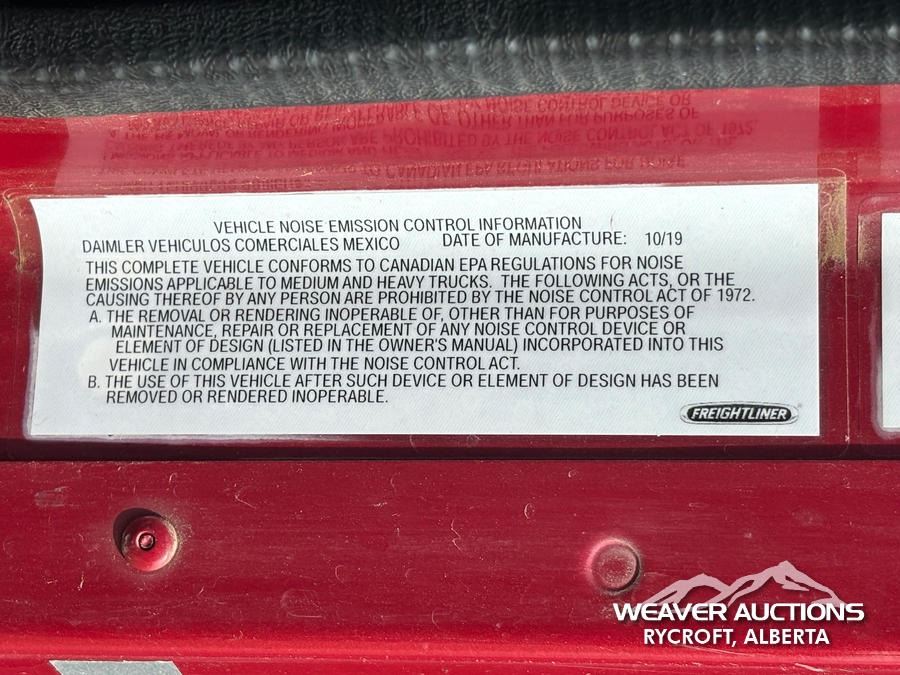 VEHICLE NOISE EMISSION CONTROL INFORMATION
DAIMLER VEHICULOS COMERCIALES MEXICO DATE OF MANUFACTURE: 10/19
THIS COMPLETE VEHICLE CONFORMS TO CANADIAN EPA REGULATIONS FOR NOISE
EMISSIONS APPLICABLE TO MEDIUM AND HEAVY TRUCKS. THE FOLLOWING ACTS, OR THE
CAUSING THEREOF BY ANY PERSON ARE PROHIBITED BY THE NOISE CONTROL ACT OF 1972.
A. THE REMOVAL OR RENDERING INOPERABLE OF, OTHER THAN FOR PURPOSES OF
MAINTENANCE, REPAIR OR REPLACEMENT OF ANY NOISE CONTROL DEVICE OR
ELEMENT OF DESIGN (LISTED IN THE OWNER'S MANUAL) INCORPORATED INTO THIS
VEHICLE IN COMPLIANCE WITH THE NOISE CONTROL ACT.
B. THE USE OF THIS VEHICLE AFTER SUCH DEVICE OR ELEMENT OF DESIGN HAS BEEN
REMOVED OR RENDERED INOPERABLE.
FREIGHTLINER
WEAVER AUCTIONS
RYCROFT, ALBERTA